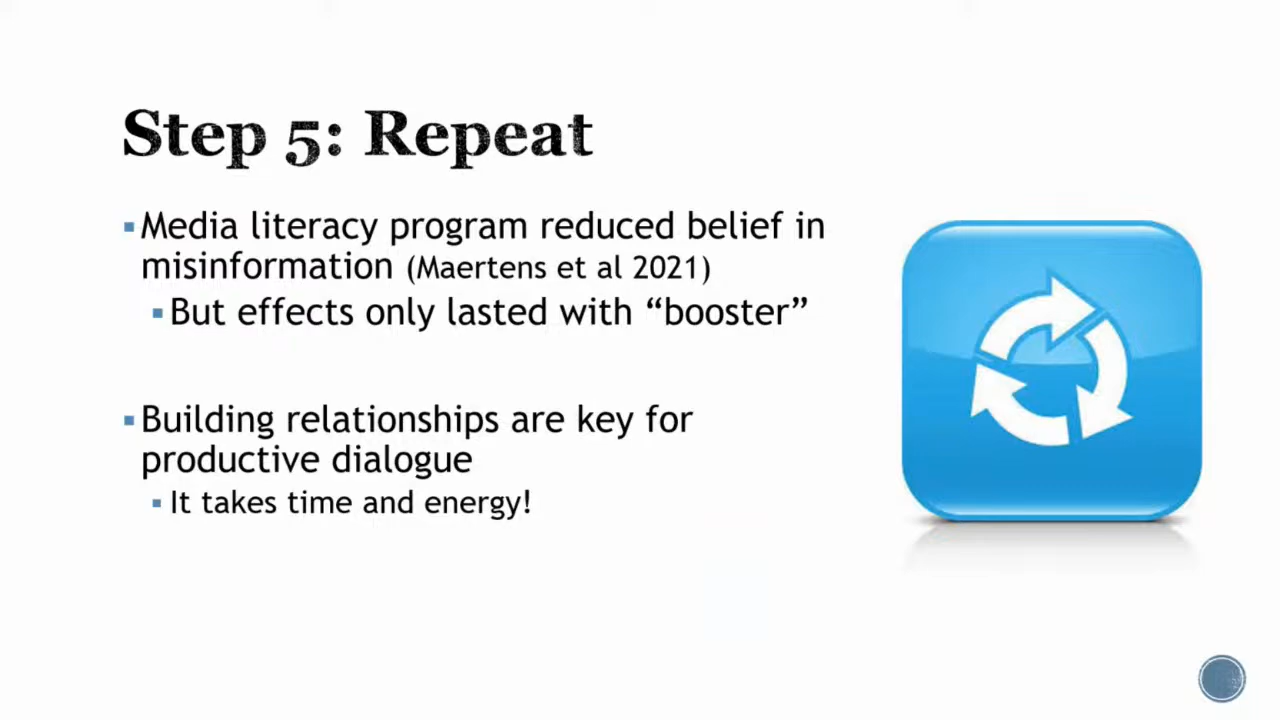 Step 5: Repeat
▪Media literacy program reduced belief in
misinformation (Maertens et al 2021)
▪But effects only lasted with “booster”
▪Building relationships are key for
productive dialogue
▪It takes time and energy!